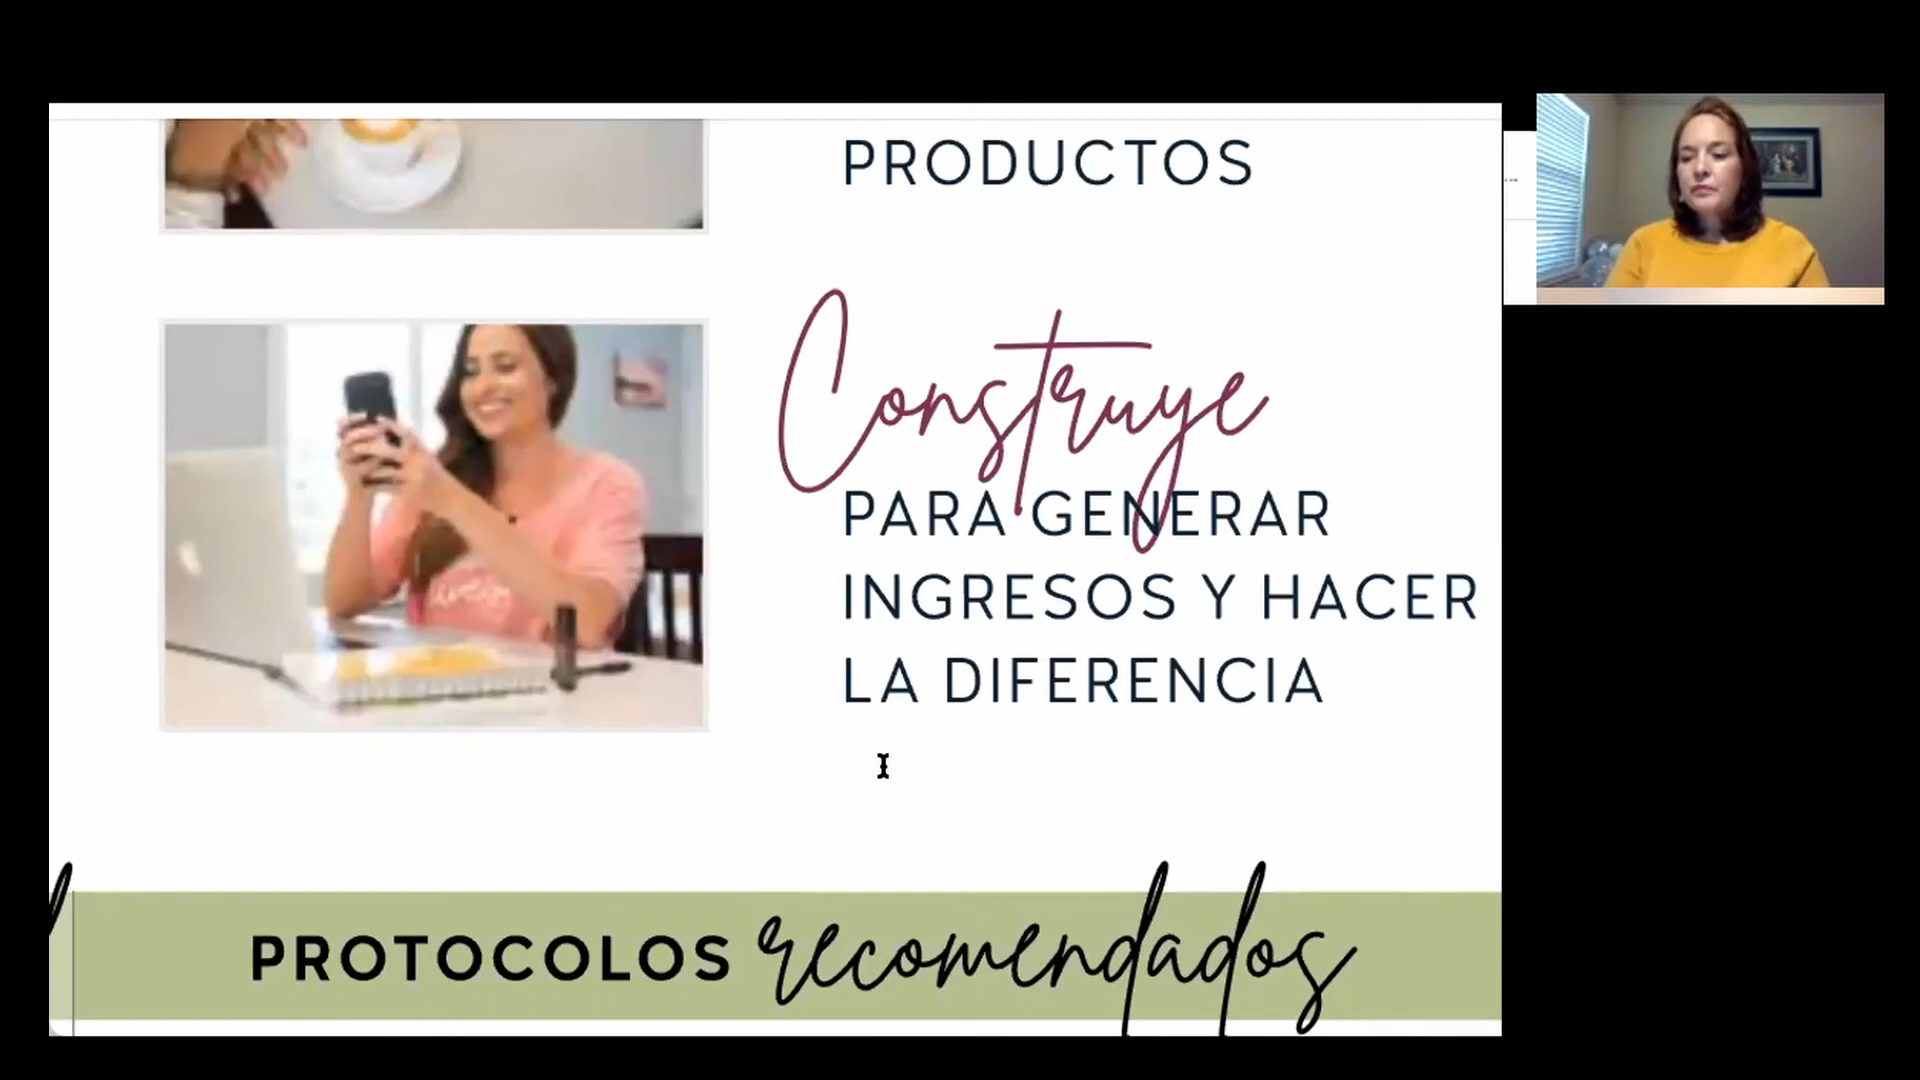 PRODUCTOS
Construye
PARA GENERAR
INGRESOS Y HACER
LA DIFERENCIA
PROTOCOLOS recomendados